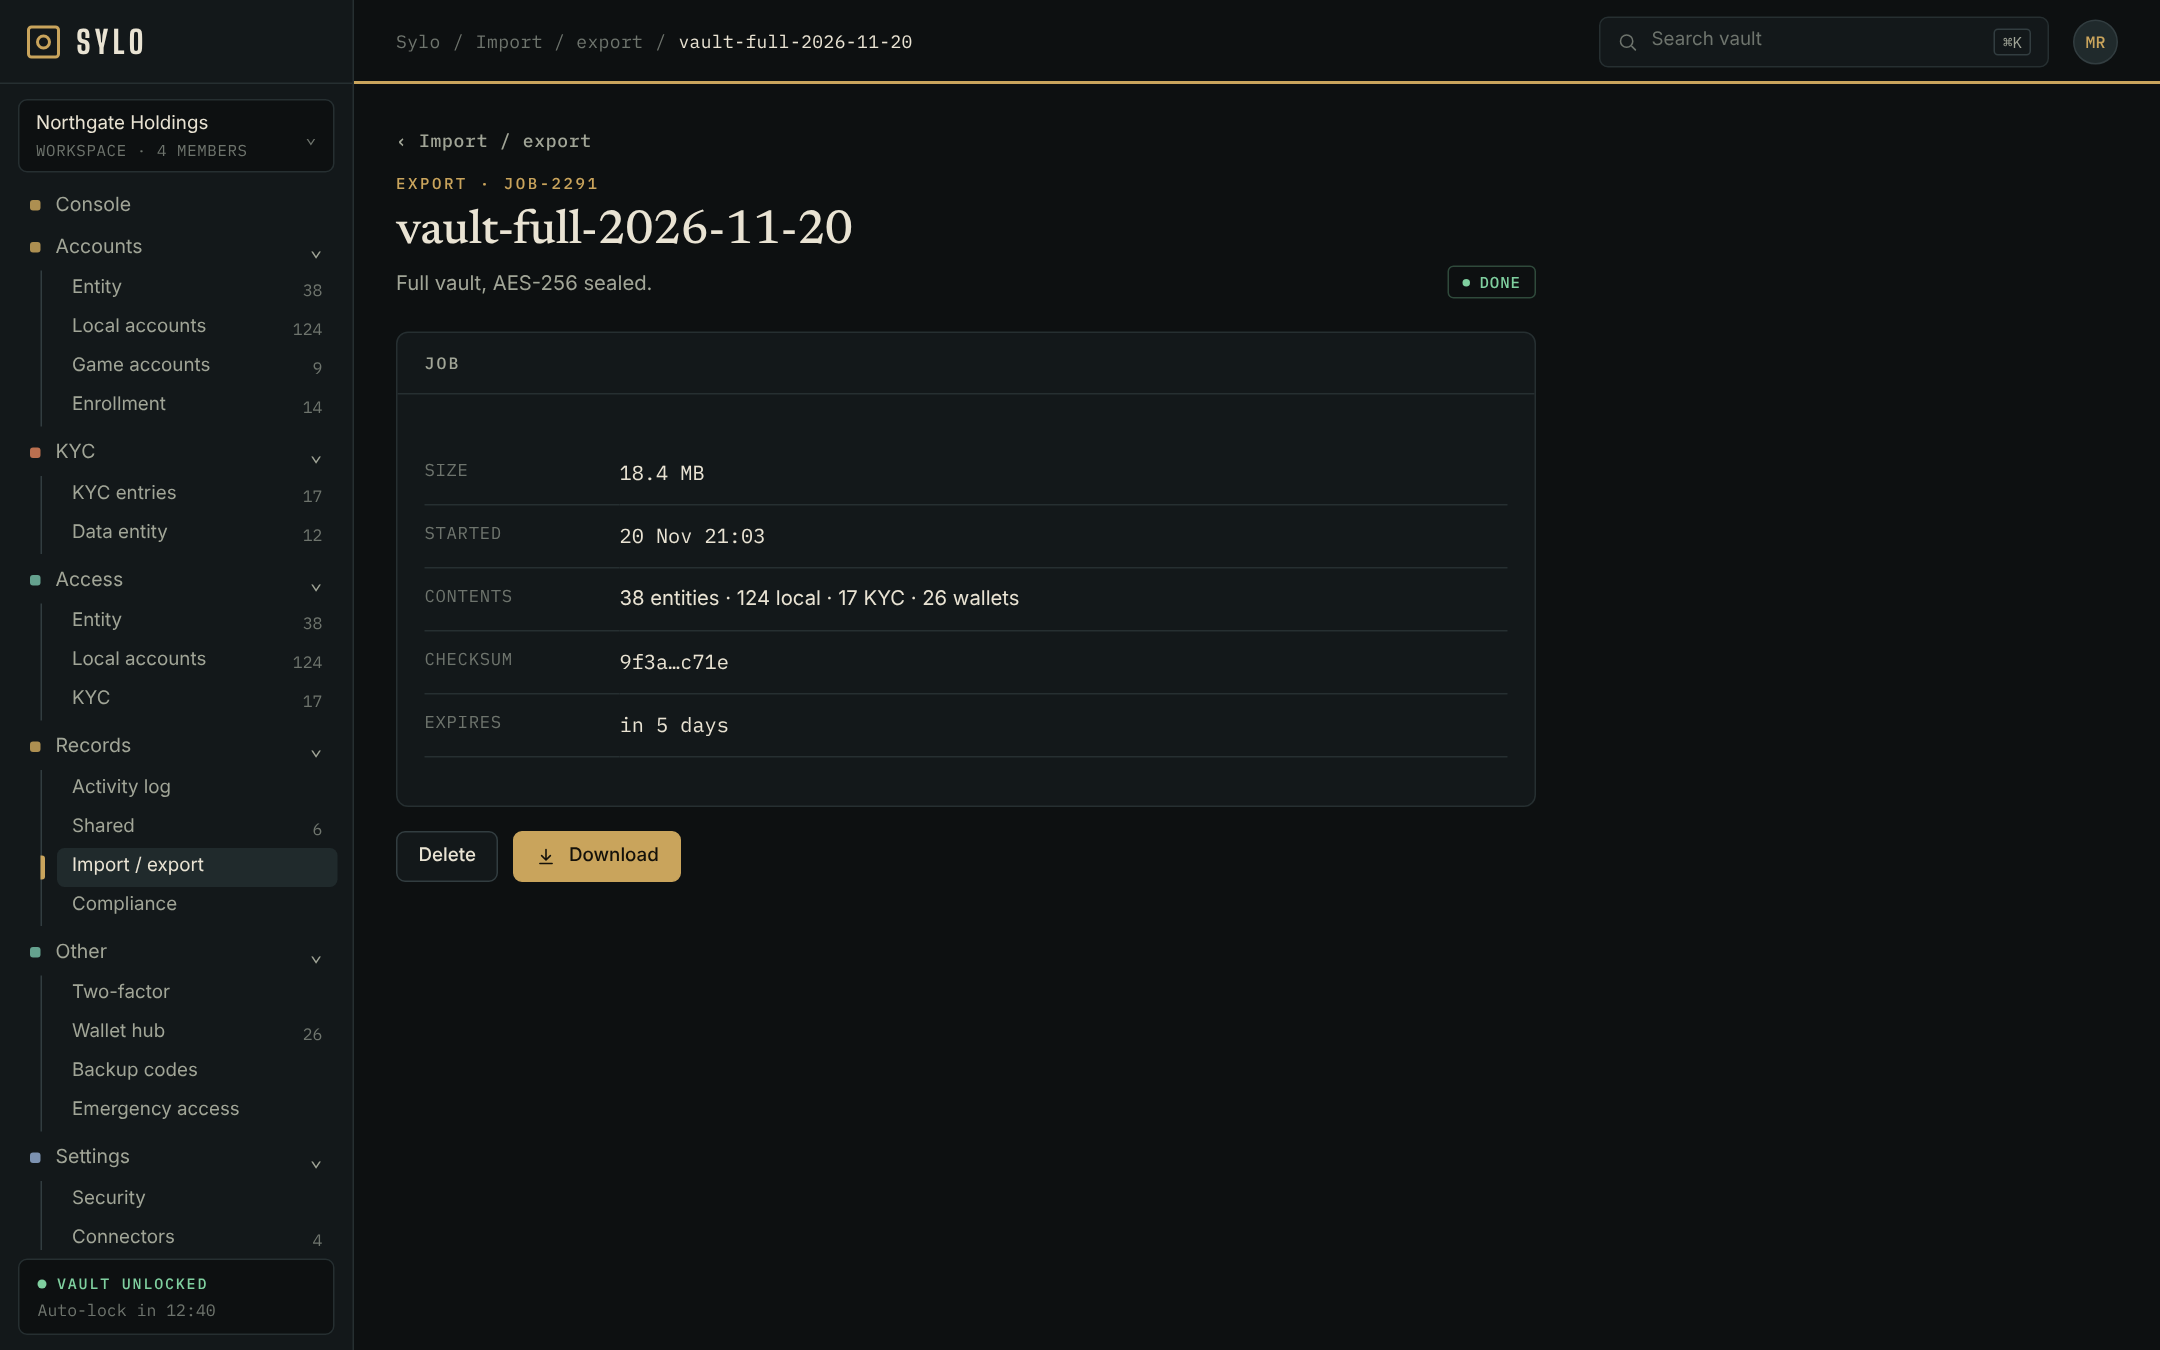 SYLO
Sylo / Import / export / vault-full-2026-11-20
Search vault
⌘K
MR
Northgate Holdings
WORKSPACE · 4 MEMBERS
Console
Accounts
Entity 38
Local accounts 124
Game accounts 9
Enrollment 14
KYC
KYC entries 17
Data entity 12
Access
Entity 38
Local accounts 124
KYC 17
Records
Activity log
Shared 6
Import / export
Compliance
Other
Two-factor
Wallet hub 26
Backup codes
Emergency access
Settings
Security
Connectors 4
VAULT UNLOCKED
Auto-lock in 12:40
‹ Import / export
EXPORT · JOB-2291
vault-full-2026-11-20
Full vault, AES-256 sealed.
DONE
JOB
SIZE 18.4 MB
STARTED 20 Nov 21:03
CONTENTS 38 entities · 124 local · 17 KYC · 26 wallets
CHECKSUM 9f3a…c71e
EXPIRES in 5 days
Delete
Download